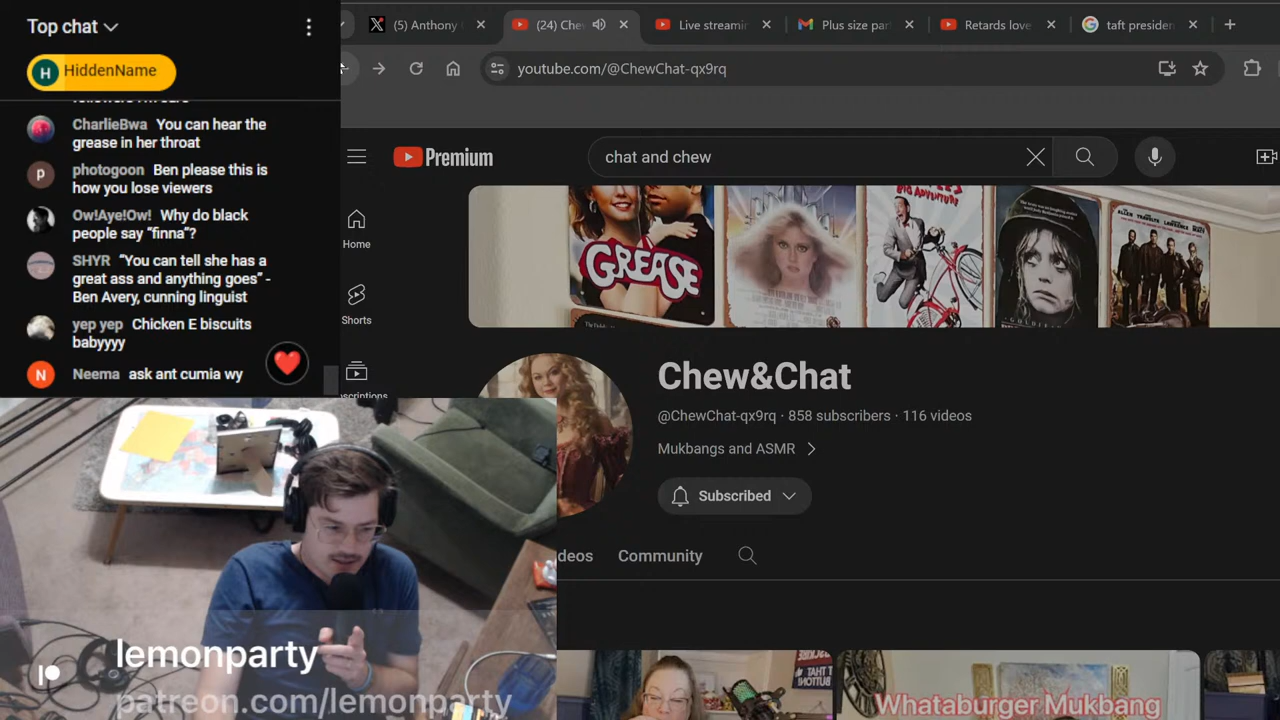 Top chat
H HiddenName
CharlieBwa You can hear the
grease in her throat
p photogoon Ben please this is
how you lose viewers
Ow!Aye!Ow! Why do black
people say “finna”?
SHYR “You can tell she has a
great ass and anything goes” -
Ben Avery, cunning linguist
yep yep Chicken E biscuits
babyyyy
N Neema ask ant cumia wy
(5) Anthony
(24) Che
Live streamin
Plus size par
Retards love
taft presiden
youtube.com/@ChewChat-qx9rq
Premium
chat and chew
Home
Shorts
GREASE
Chew&Chat
@ChewChat-qx9rq · 858 subscribers · 116 videos
Mukbangs and ASMR
Subscribed
deos
Community
lemonparty
patreon.com/lemonparty
THAT
BUTTON
Whataburger Mukbang